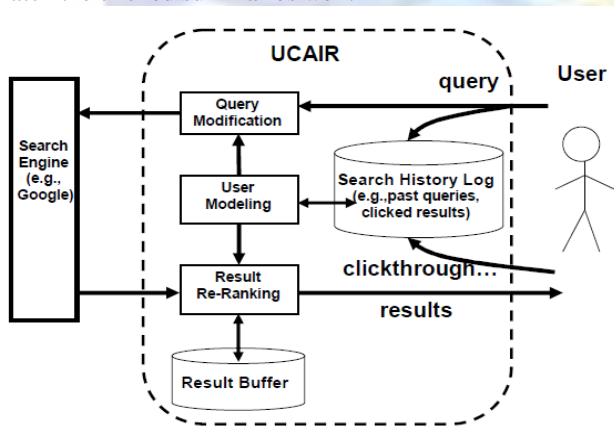 UCAIR
query
User
Query
Modification
Search
Engine
(e.g.,
Google)
User
Modeling
Search History Log
(e.g.,past queries,
clicked results)
Result
Re-Ranking
clickthrough...
results
Result Buffer